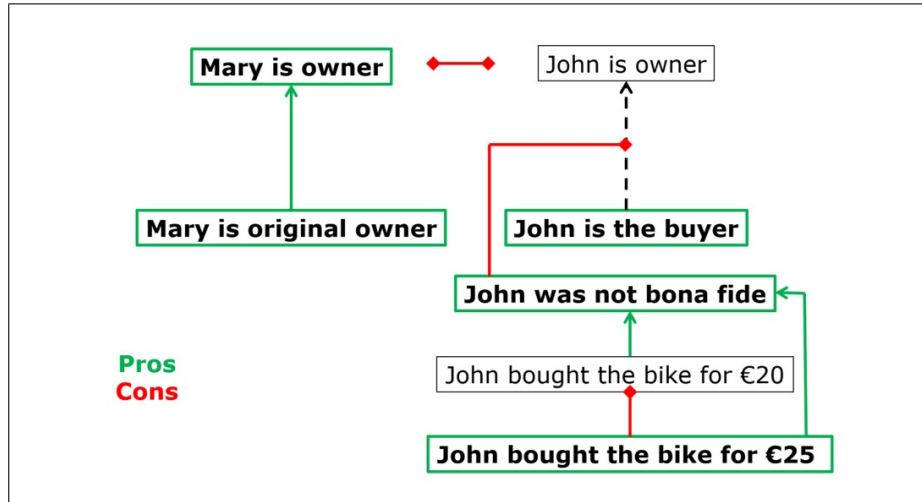 Mary is owner
John is owner
Mary is original owner
John is the buyer
John was not bona fide
Pros
John bought the bike for €20
Cons
John bought the bike for €25